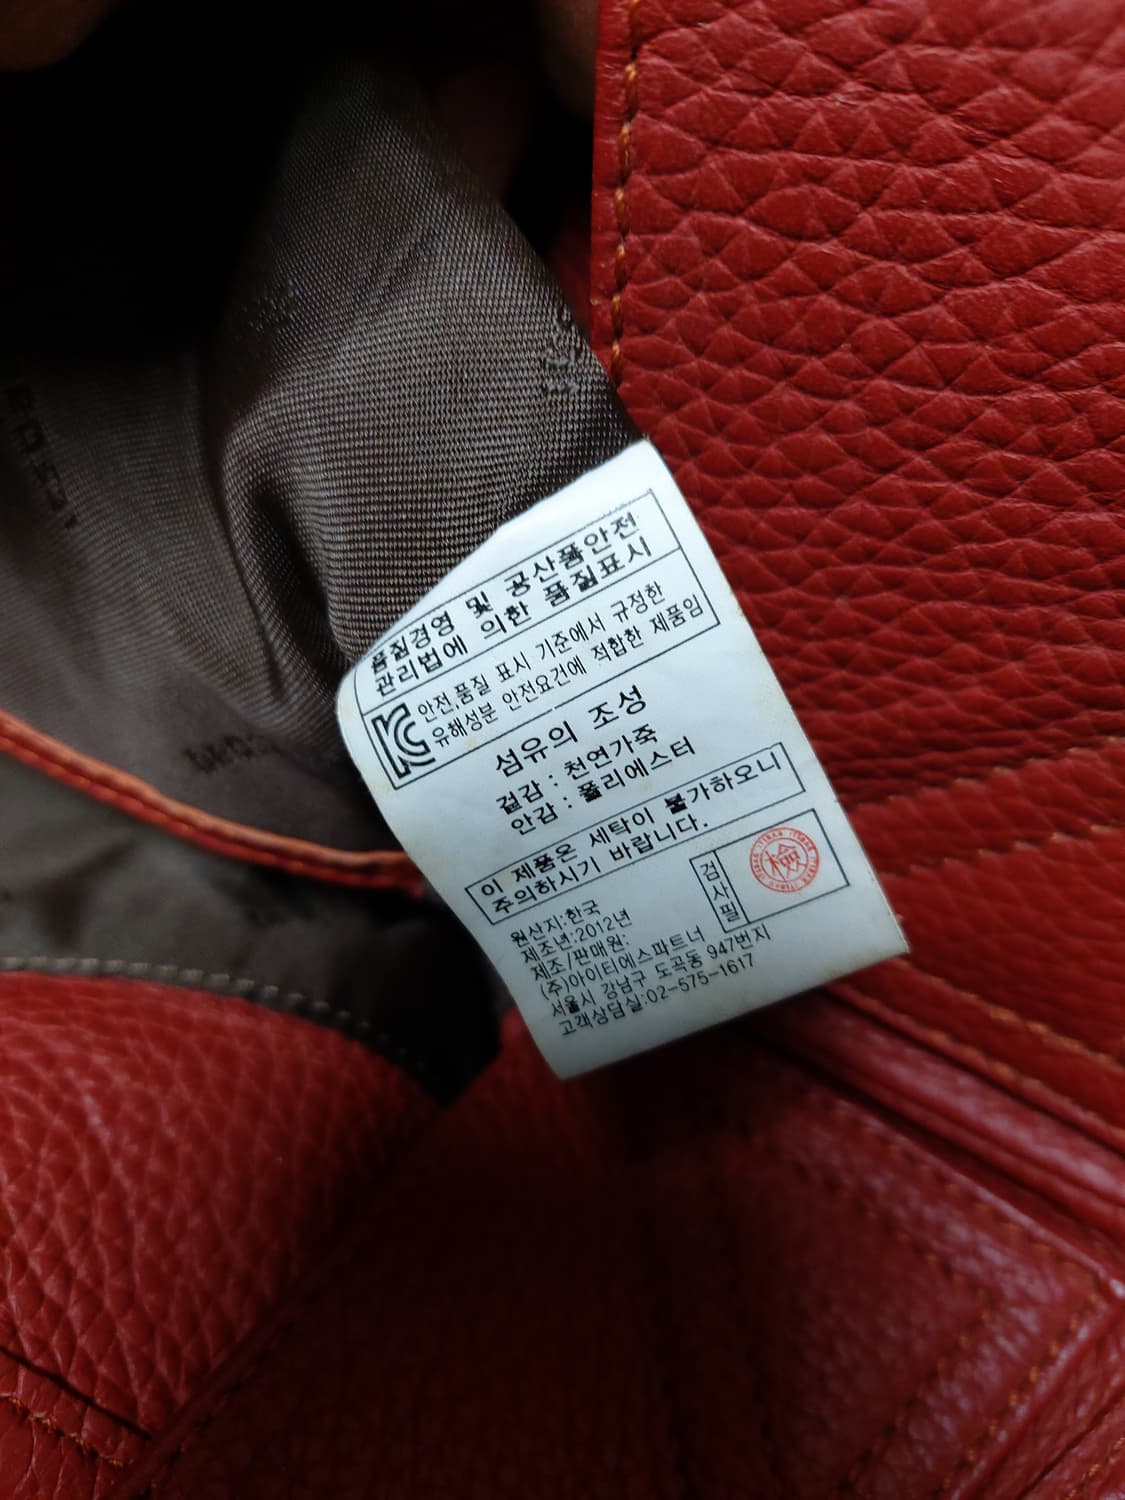 품질경영 및 공산품안전
관리법에 의한 품질표시
안전,품질 표시 기준에서 규정한
유해성분 안전요건에 적합한 제품임
섬유의 조성
겉감 : 천연가죽
안감 : 폴리에스터
이 제품은 세탁이 불가하오니
주의하시기 바랍니다.
검사필
檢
원산지:한국
제조년:2012년
제조/판매원:
(주)아이티에스파트너
서울시 강남구 도곡동 947번지
고객상담실:02-575-1617